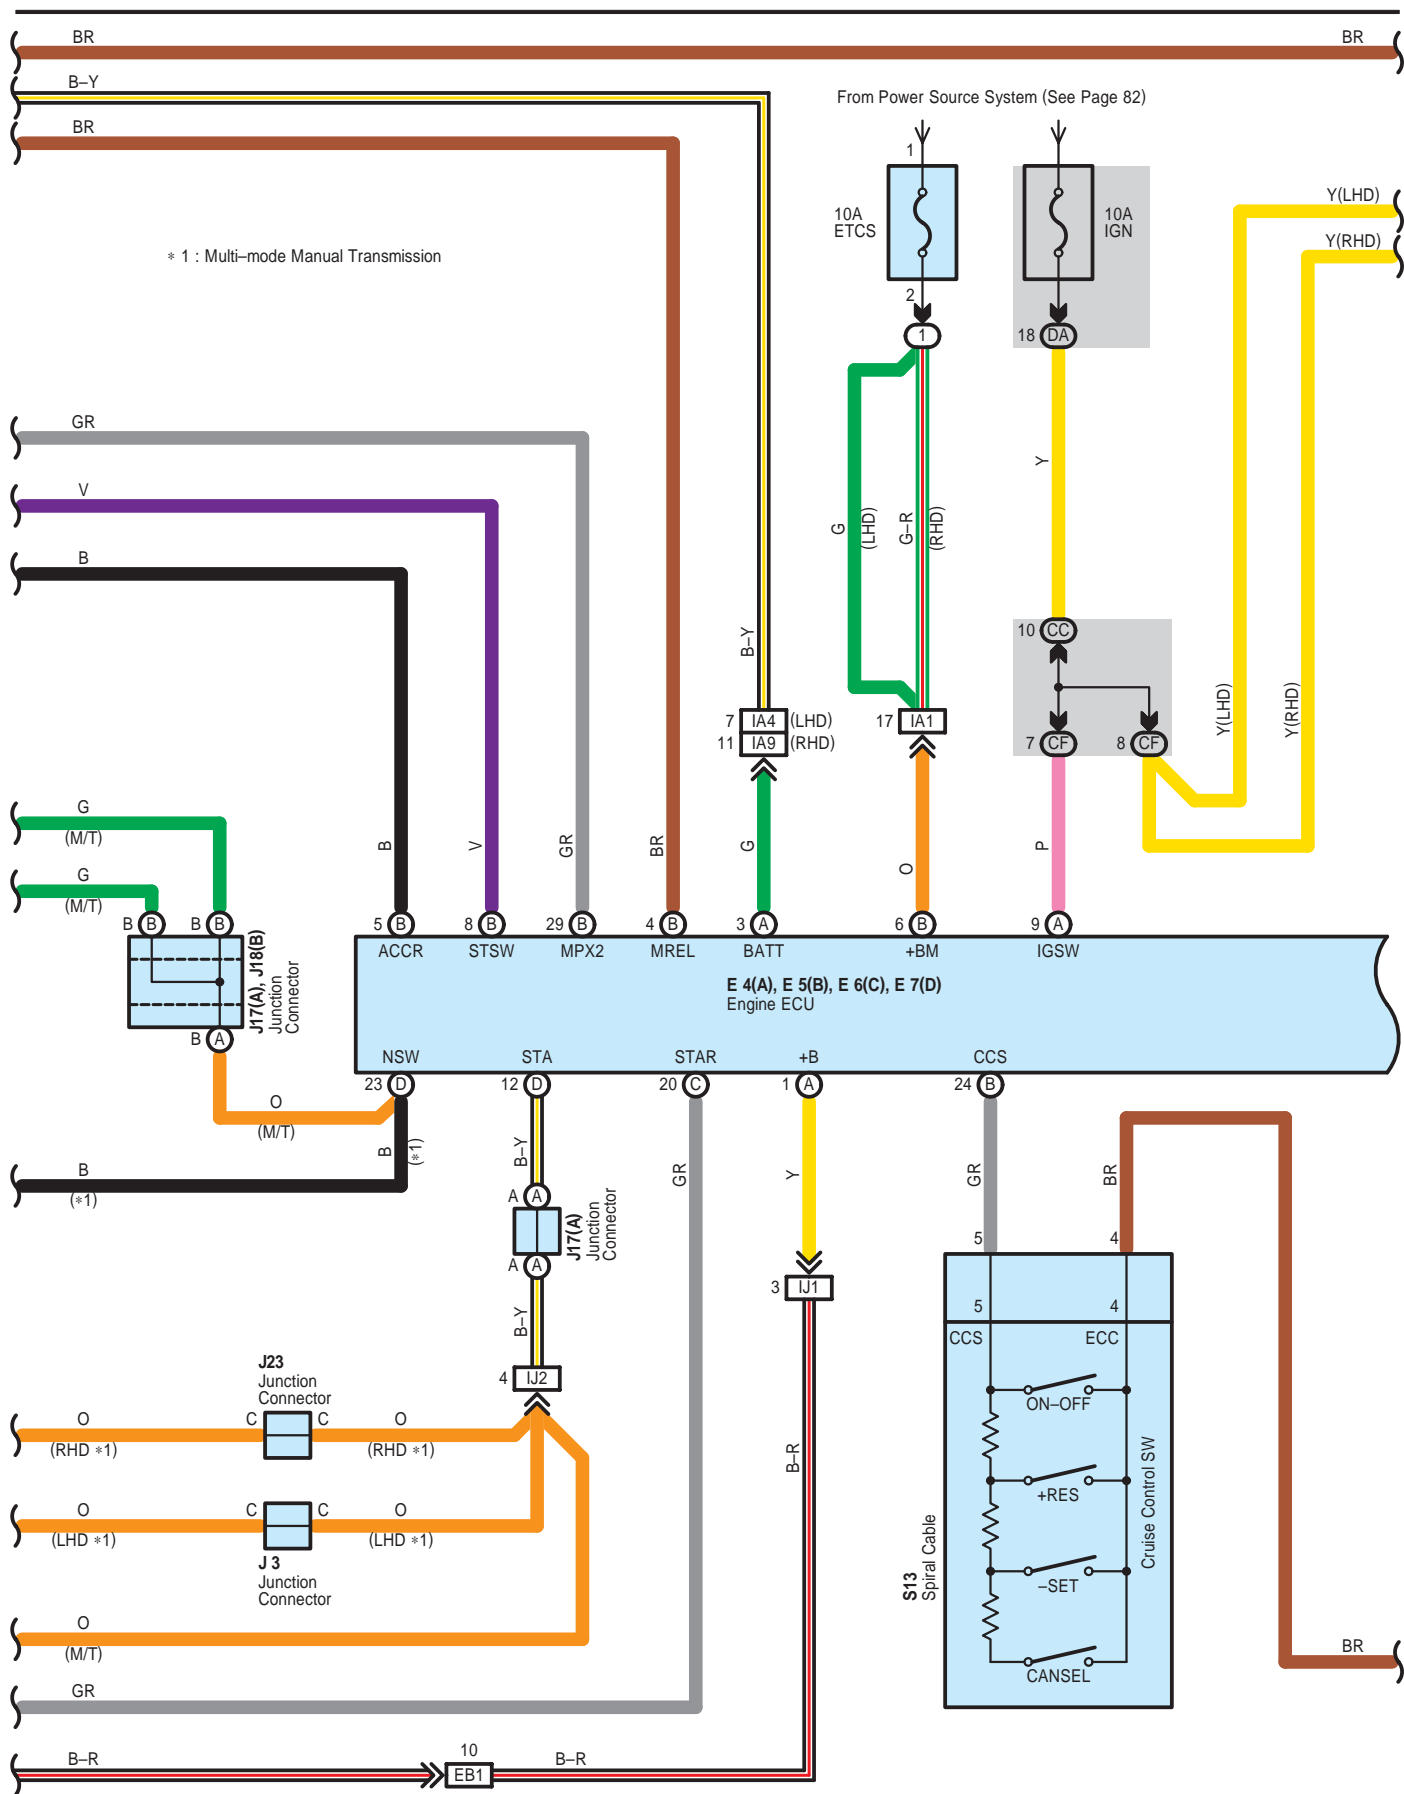 BR
BR
B–Y
From Power Source System (See Page 82)
BR
1
10A
ETCS
10A
IGN
Y(LHD)
Y(RHD)
∗ 1 : Multi–mode Manual Transmission
2
1
18 DA
GR
V
B
Y
G
(LHD)
G–R
(RHD)
B–Y
10 CC
7 IA4 (LHD)
11 IA9 (RHD)
17 IA1
7 CF
8 CF
Y(LHD)
Y(RHD)
G
(M/T)
G
(M/T)
B
V
GR
BR
G
O
P
B B
B B
5 B
8 B
29 B
4 B
3 A
6 B
9 A
ACCR
STSW
MPX2
MREL
BATT
+BM
IGSW
J17(A), J18(B)
Junction
Connector
E 4(A), E 5(B), E 6(C), E 7(D)
Engine ECU
B A
NSW
STA
STAR
+B
CCS
23 D
12 D
20 C
1 A
24 B
O
(M/T)
B
(∗1)
B
(∗1)
B–Y
GR
Y
GR
BR
A A
J17(A)
Junction
Connector
A A
5
4
3 IJ1
B–Y
5
4
CCS
ECC
J23
Junction
Connector
4 IJ2
ON–OFF
O
(RHD ∗1)
C
C
O
(RHD ∗1)
B–R
+RES
Cruise Control SW
O
(LHD ∗1)
C
C
O
(LHD ∗1)
J 3
Junction
Connector
S13
Spiral Cable
–SET
O
(M/T)
CANSEL
BR
GR
B–R
10
EB1
B–R